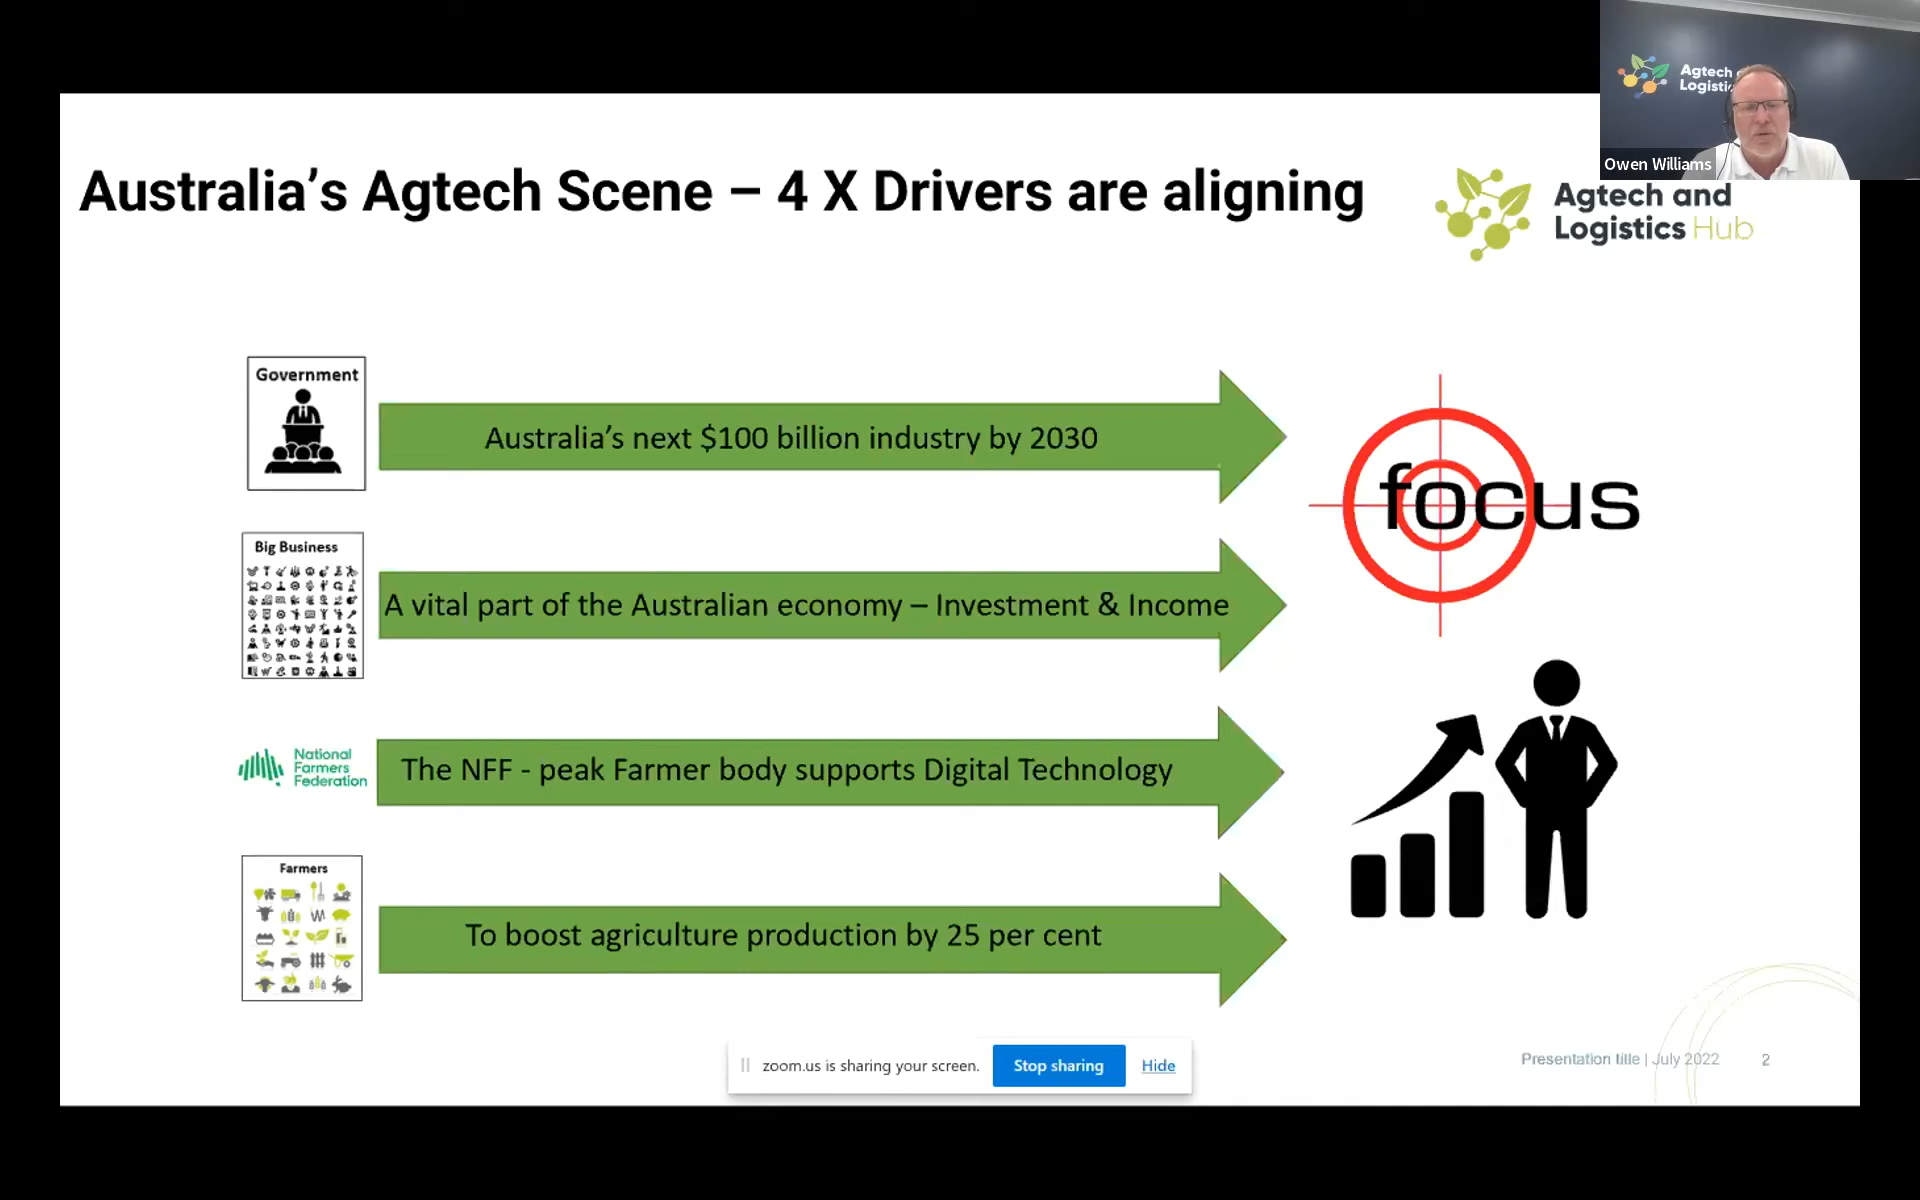 Agtech
Logistic
Owen Williams
Australia’s Agtech Scene – 4 X Drivers are aligning
Agtech and
Logistics Hub
Government
Australia’s next $100 billion industry by 2030
focus
Big Business
A vital part of the Australian economy – Investment & Income
National
Farmers
Federation
The NFF - peak Farmer body supports Digital Technology
Farmers
To boost agriculture production by 25 per cent
zoom.us is sharing your screen.
Stop sharing
Hide
Presentation title | July 2022
2